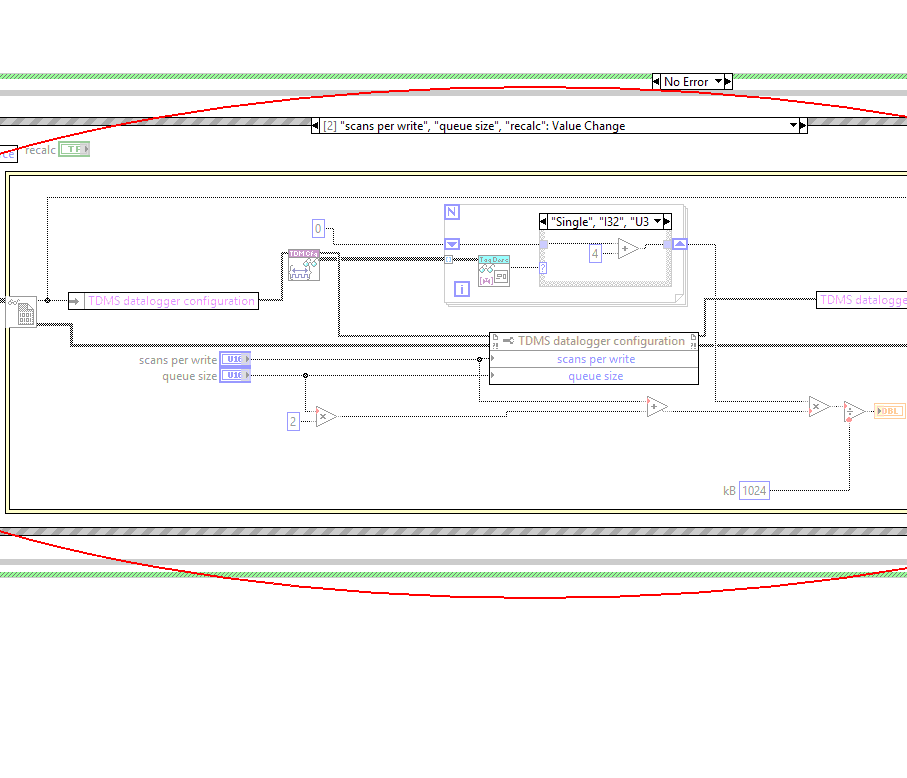 No Error
[2] "scans per write", "queue size", "recalc": Value Change
ce
recalc
TF
N
"Single", "I32", "U3
0
4
?
i
TDMS datalogger configuration
TDMS datalogge
TDMS datalogger configuration
scans per write
U16
scans per write
queue size
U16
queue size
2
DBL
kB
1024